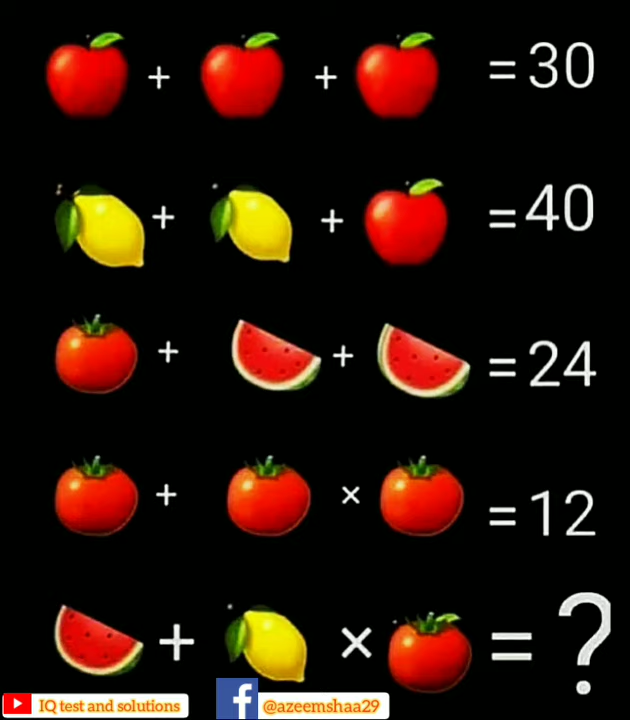 + + = 30
+ + = 40
+ + = 24
+ × = 12
+ × = ?
IQ test and solutions
f @azeemshaa29